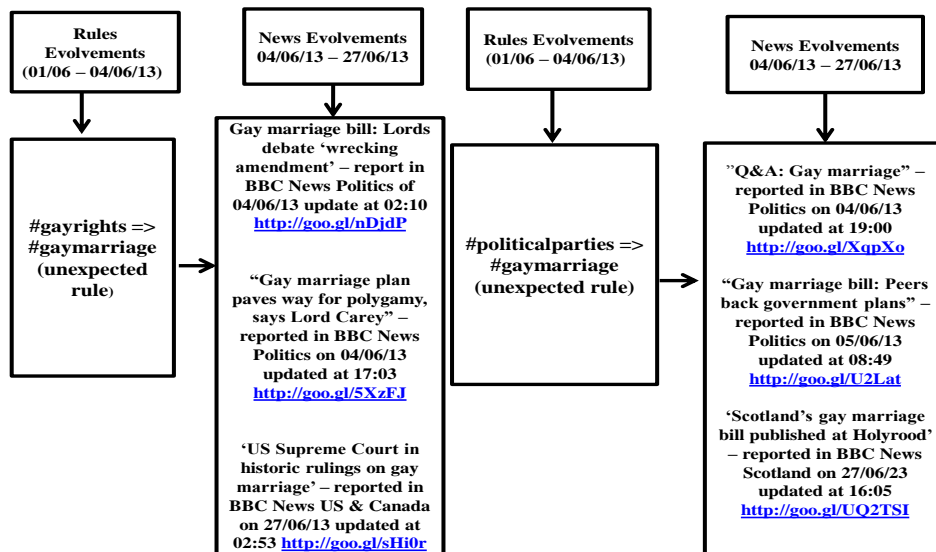 Rules
Evolvements
(01/06 – 04/06/13)
News Evolvements
04/06/13 – 27/06/13
Rules Evolvements
(01/06 – 04/06/13)
News Evolvements
04/06/13 – 27/06/13
#gayrights =>
#gaymarriage
(unexpected
rule)
Gay marriage bill: Lords
debate ‘wrecking
amendment’ – report in
BBC News Politics of
04/06/13 update at 02:10
http://goo.gl/nDjdP
“Gay marriage plan
paves way for polygamy,
says Lord Carey” –
reported in BBC News
Politics on 04/06/13
updated at 17:03
http://goo.gl/5XzFJ
‘US Supreme Court in
historic rulings on gay
marriage’ – reported in
BBC News US & Canada
on 27/06/13 updated at
02:53 http://goo.gl/sHi0r
#politicalparties =>
#gaymarriage
(unexpected rule)
”Q&A: Gay marriage” –
reported in BBC News
Politics on 04/06/13
updated at 19:00
http://goo.gl/XqpXo
“Gay marriage bill: Peers
back government plans” –
reported in BBC News
Politics on 05/06/13
updated at 08:49
http://goo.gl/U2Lat
‘Scotland’s gay marriage
bill published at Holyrood’
– reported in BBC News
Scotland on 27/06/23
updated at 16:05
http://goo.gl/UQ2TSI